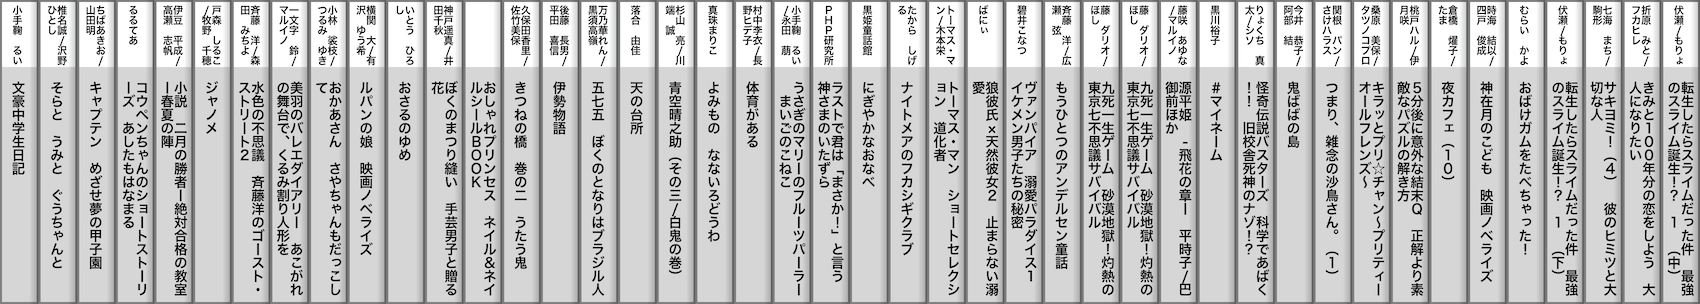 伏瀬/もりょ
転生したらスライムだった件　最強
のスライム誕生!?　1　（中）
折原　みと/
フカヒレ
きみと100年分の恋をしよう　大
人になりたい
伏瀬/もりょ
転生したらスライムだった件　最強
のスライム誕生!?　1　（下）
七海　まち/
駒形
サキヨミ!　（4）　彼のヒミツと大
切な人
むらい　かよ
おばけガムをたべちゃった!
時海　結以/
四戸　俊成
神在月のこども　映画ノベライズ
倉橋　燿子/
たま
夜カフェ（10）
桃戸ハル/伊
月咲
5分後に意外な結末Q　正解より素
敵なパズルの解き方
桑原　美保/
タツノコプロ
キラッとプリ☆チャン～プリティー
オールフレンズ～
関根　パン/
さけハラス
つまり、雑念の沙鳥さん。（1）
今井　恭子/
阿部　結
鬼ばばの島
りょくち　真
太/シソ
怪奇伝説バスターズ　科学であばく
!!　旧校舎死神のナゾ!?
黒川裕子
#マイネーム
藤咲　あゆな
/マルイノ
源平姫　-飛花の章ー　平時子/巴
御前ほか
藤　ダリオ/
ほし
九死一生ゲーム　砂漠地獄!灼熱の
東京七不思議サバイバル
藤　ダリオ/
ほし
九死一生ゲーム　砂漠地獄!灼熱の
東京七不思議サバイバル
斉藤　洋/広
瀬　弦
もうひとつのアンデルセン童話
碧井こなつ
ヴァンパイア　溺愛パラダイス1
イケメン男子たちの秘密
ばにぃ
狼彼氏×天然彼女2　止まらない溺
愛
トーマス・マ
ン/木本栄・
トーマス・マン　ショートセレクシ
ョン　道化者
たから　しげ
る
ナイトメアのフカシギクラブ
黒姫童話館
にぎやかなおなべ
PHP研究所
ラストで君は「まさか!」と言う
神さまのいたずら
小手鞠　るい
/永田　萠
うさぎのマリーのフルーツパーラー
　まいごのこねこ
村中李衣/長
野ヒデ子
体育がある
真珠まりこ
よみもの　なないろどうわ
杉山　亮/川
端　誠
青空晴之助（その三/白鬼の巻）
落合　由佳
天の台所
万乃華れん/
黒須高嶺
五七五　ぼくのとなりはブラジル人
後藤　長男/
平田　喜信
伊勢物語
久保田香里/
佐竹美保
きつねの橋　巻の二　うたう鬼
おしゃれプリンセス　ネイル&ネイ
ルシールBOOK
神戸遥真/井
田千秋
ぼくのまつり縫い　手芸男子と贈る
花
いとう　ひろ
し
おさるのゆめ
横関　大/有
沢　ゆう希
ルパンの娘　映画ノベライズ
小林　裟枝/
つるみ　ゆき
おかあさん　さやちゃんもだっこし
て
一文字　鈴/
マルイノ
美羽のバレエダイアリー　あこがれ
の舞台で、くるみ割り人形を
斉藤　洋/森
田　みちよ
水色の不思議　斉藤洋のゴースト・
ストリート2
戸森　しるこ
/牧野　千穂
ジャノメ
伊豆　平成/
高瀬　志帆
小説　二月の勝者ー絶対合格の教室
ー春夏の陣
るるてあ
コウペンちゃんのショートストーリ
ーズ　あしたもはなまる
ちばあきお/
山田明
キャプテン　めざせ夢の甲子園
椎名誠/沢野
ひとし
そらと　うみと　ぐうちゃんと
小手鞠　るい
文豪中学生日記